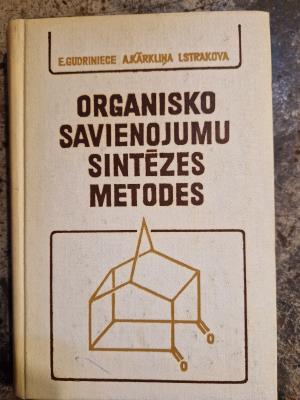 E.GUDRINIECE A.KĀRKLIŅA I.STRAKOVA
ORGANISKO
SAVIENOJUMU
SINTĒZES
METODES
O
O